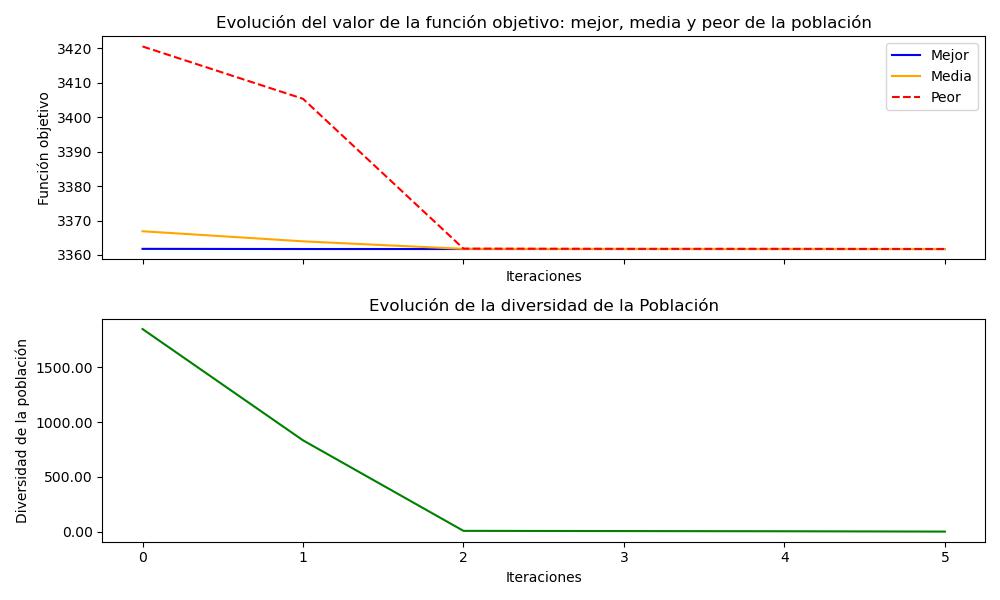 Evolución del valor de la función objetivo: mejor, media y peor de la población
3420
3410
3400
3390
3380
3370
3360
Función objetivo
Mejor
Media
Peor
Iteraciones
Evolución de la diversidad de la Población
1500.00
1000.00
500.00
0.00
Diversidad de la población
0 1 2 3 4 5
Iteraciones